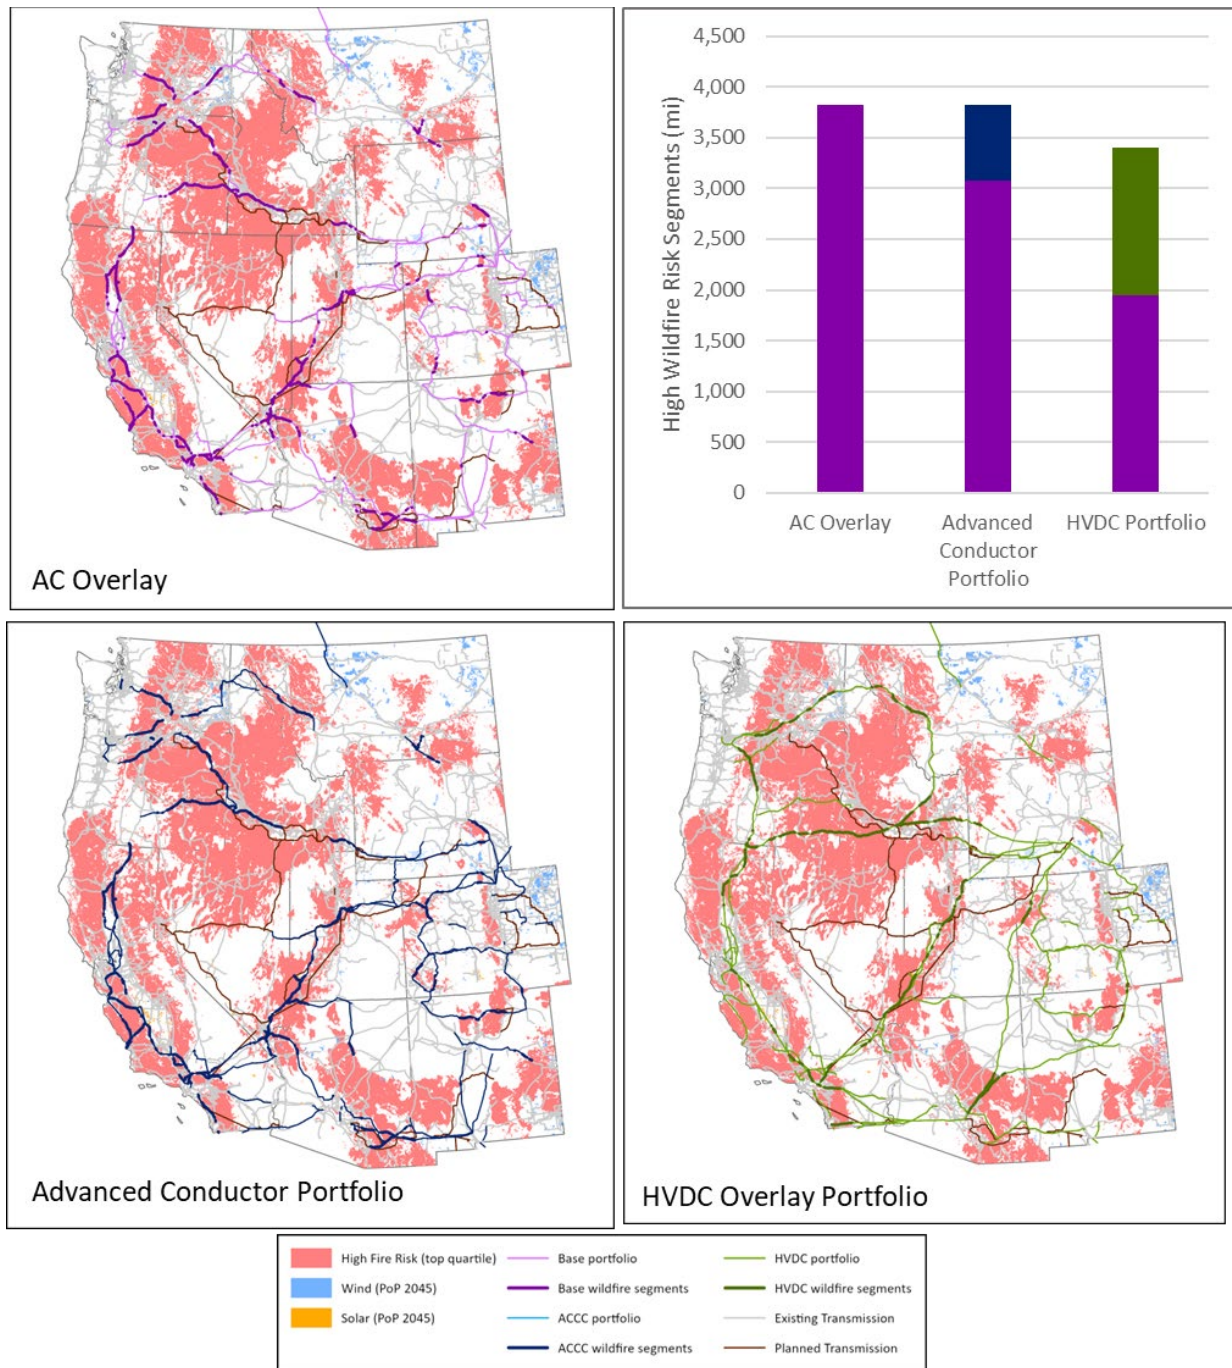 AC Overlay
High Wildfire Risk Segments (mi)
4,500
4,000
3,500
3,000
2,500
2,000
1,500
1,000
500
0
AC Overlay
Advanced
Conductor
Portfolio
HVDC Portfolio
Advanced Conductor Portfolio
HVDC Overlay Portfolio
High Fire Risk (top quartile)
Wind (PoP 2045)
Solar (PoP 2045)
Base portfolio
Base wildfire segments
ACCC portfolio
ACCC wildfire segments
HVDC portfolio
HVDC wildfire segments
Existing Transmission
Planned Transmission